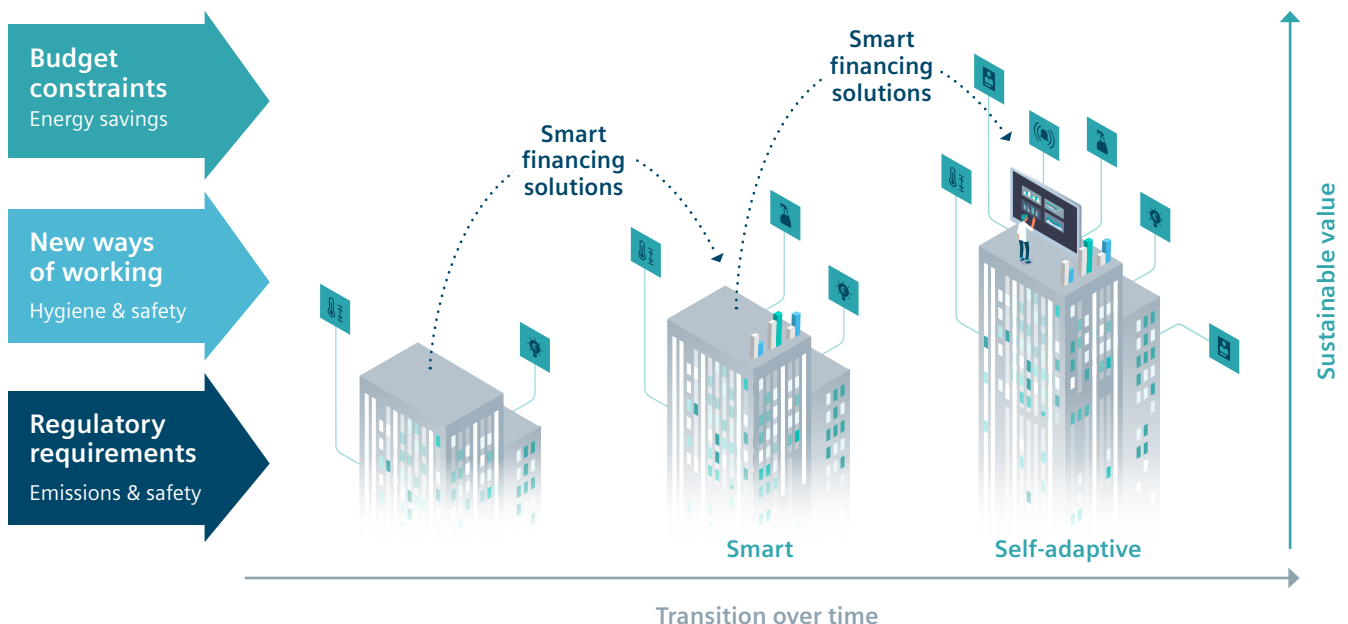 Budget
constraints
Energy savings
New ways
of working
Hygiene & safety
Regulatory
requirements
Emissions & safety
Smart
financing
solutions
Smart
financing
solutions
Smart
Self-adaptive
Transition over time
Sustainable value